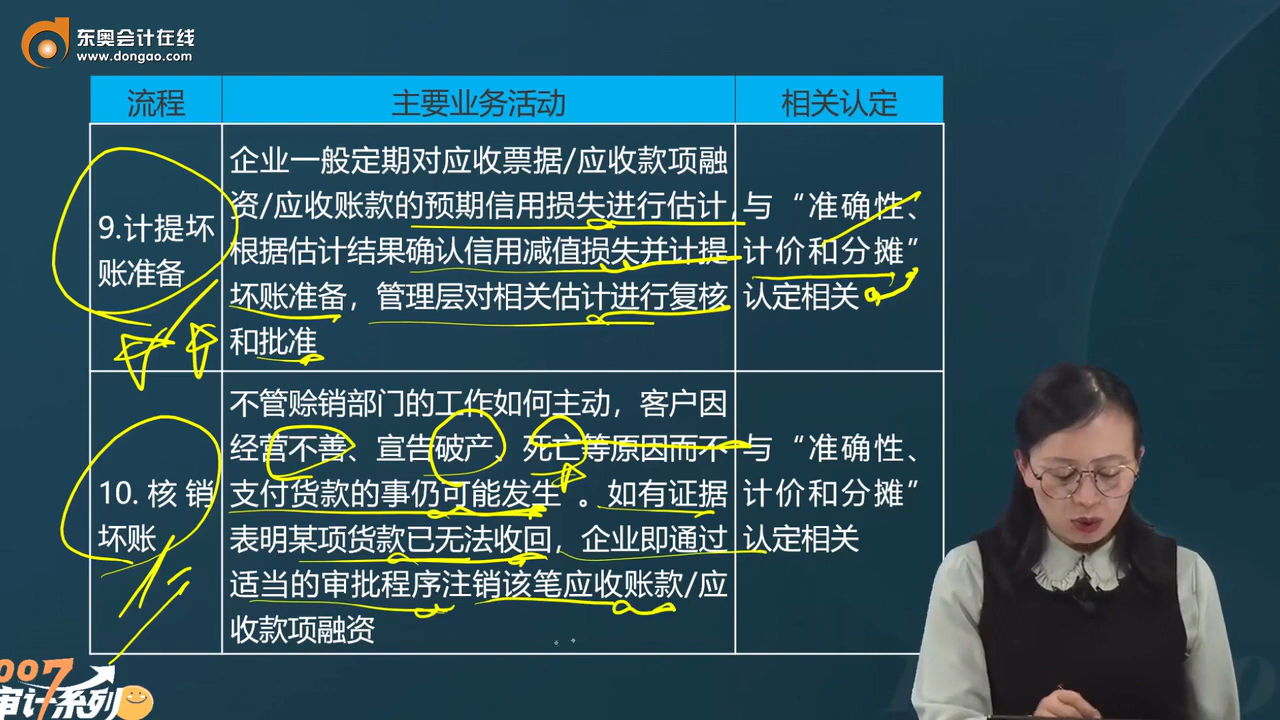 东奥会计在线
www.dongao.com
流程
主要业务活动
相关认定
9.计提坏
账准备
企业一般定期对应收票据/应收款项融
资/应收账款的预期信用损失进行估计,
根据估计结果确认信用减值损失并计提
坏账准备，管理层对相关估计进行复核
和批准
与“准确性、
计价和分摊”
认定相关
10. 核销
坏账
不管赊销部门的工作如何主动，客户因
经营不善、宣告破产、死亡等原因而不
支付货款的事仍可能发生 。如有证据
表明某项货款已无法收回，企业即通过
适当的审批程序注销该笔应收账款/应
收款项融资
与“准确性、
计价和分摊”
认定相关
007
审计系列